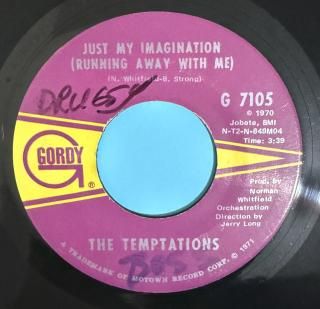 JUST MY IMAGINATION
(RUNNING AWAY WITH ME)
(N. Whitfield-B. Strong)
G 7105
℗ 1970
Jobete, BMI
N-T2-N-649M04
Time: 3:39
GORDY
®
Prod. by
Norman
Whitfield
Orchestration
Direction by
Jerry Long
THE TEMPTATIONS
A TRADEMARK OF MOTOWN RECORD CORP. © 1971